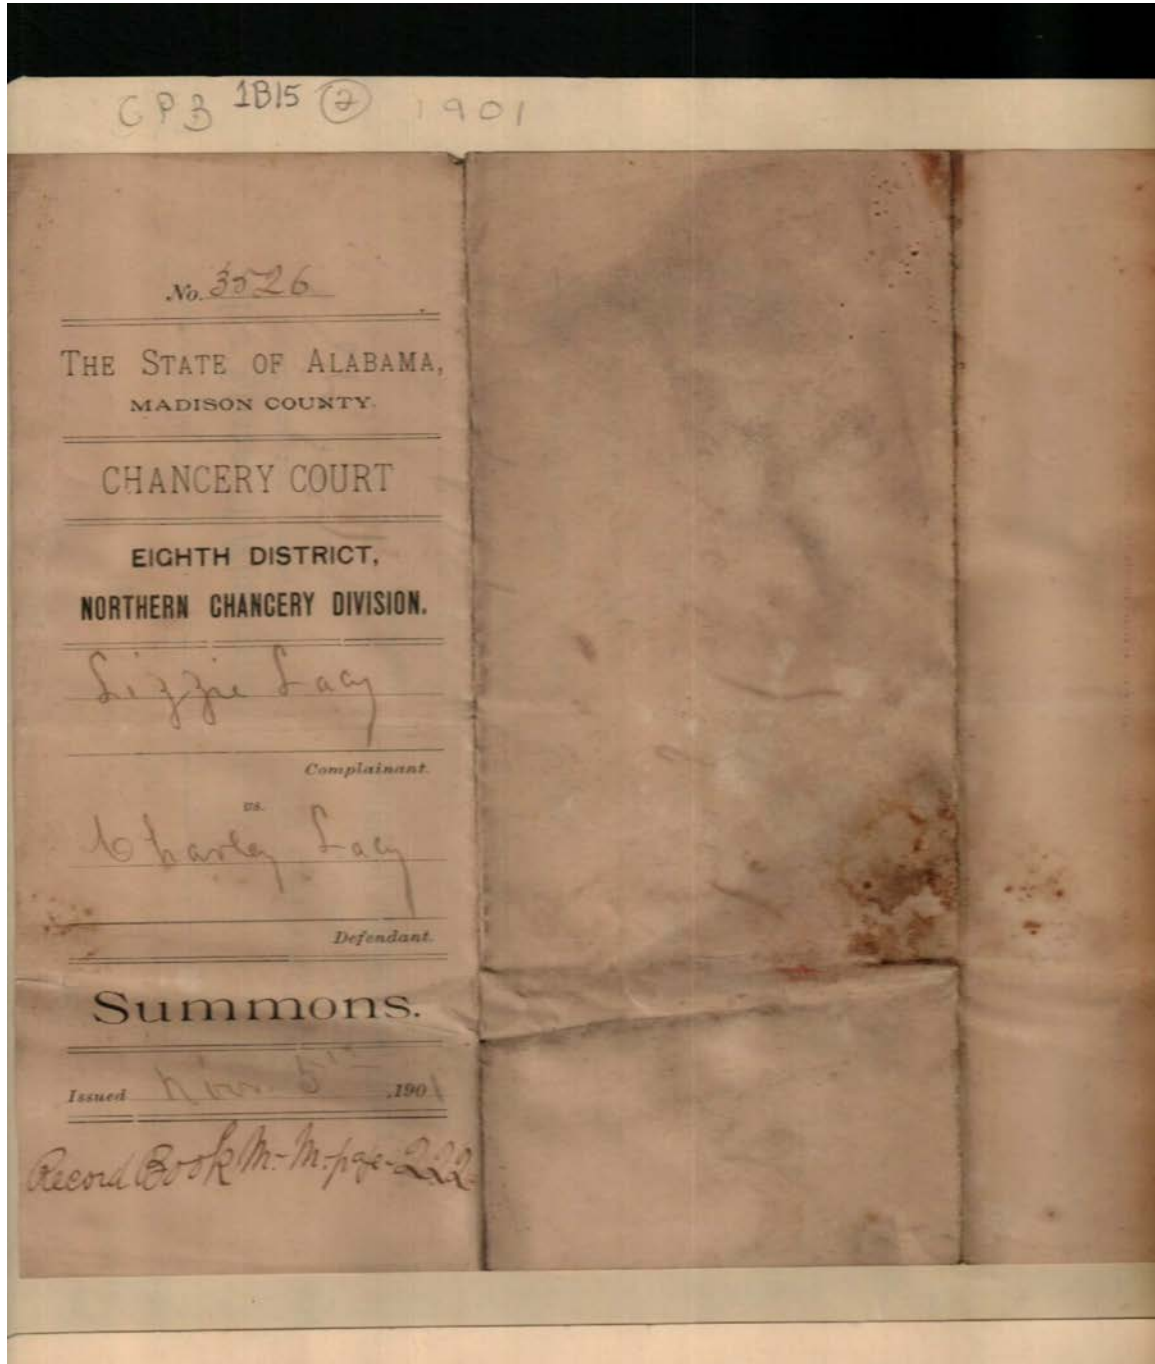 CPB 1B15 2 1901
No. 3526
THE STATE OF ALABAMA,
MADISON COUNTY.
CHANCERY COURT
EIGHTH DISTRICT,
NORTHERN CHANCERY DIVISION.
Lizzie Lacy
Complainant.
vs.
Charley Lacy
Defendant.
Summons.
Issued Nov. 5th, 1901
Record Book M.-M. page-222